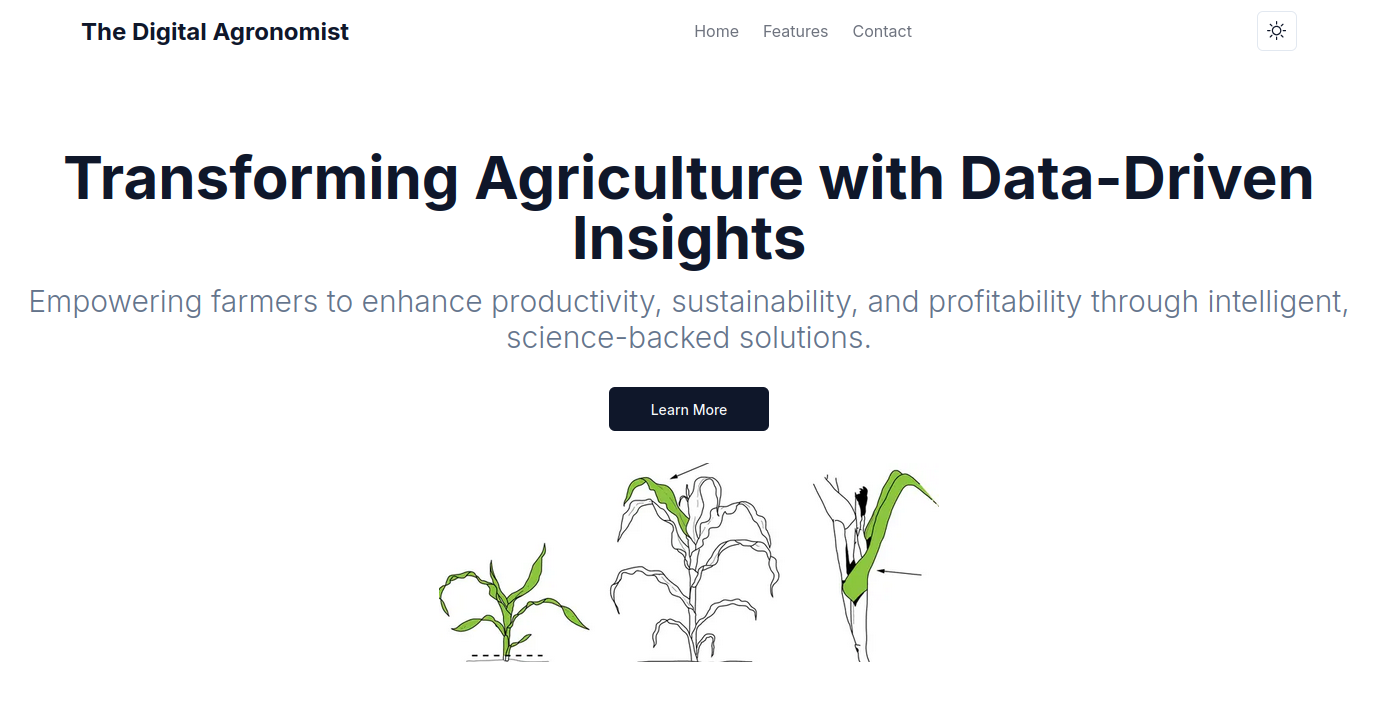 The Digital Agronomist
Home Features Contact
Transforming Agriculture with Data-Driven
Insights
Empowering farmers to enhance productivity, sustainability, and profitability through intelligent,
science-backed solutions.
Learn More